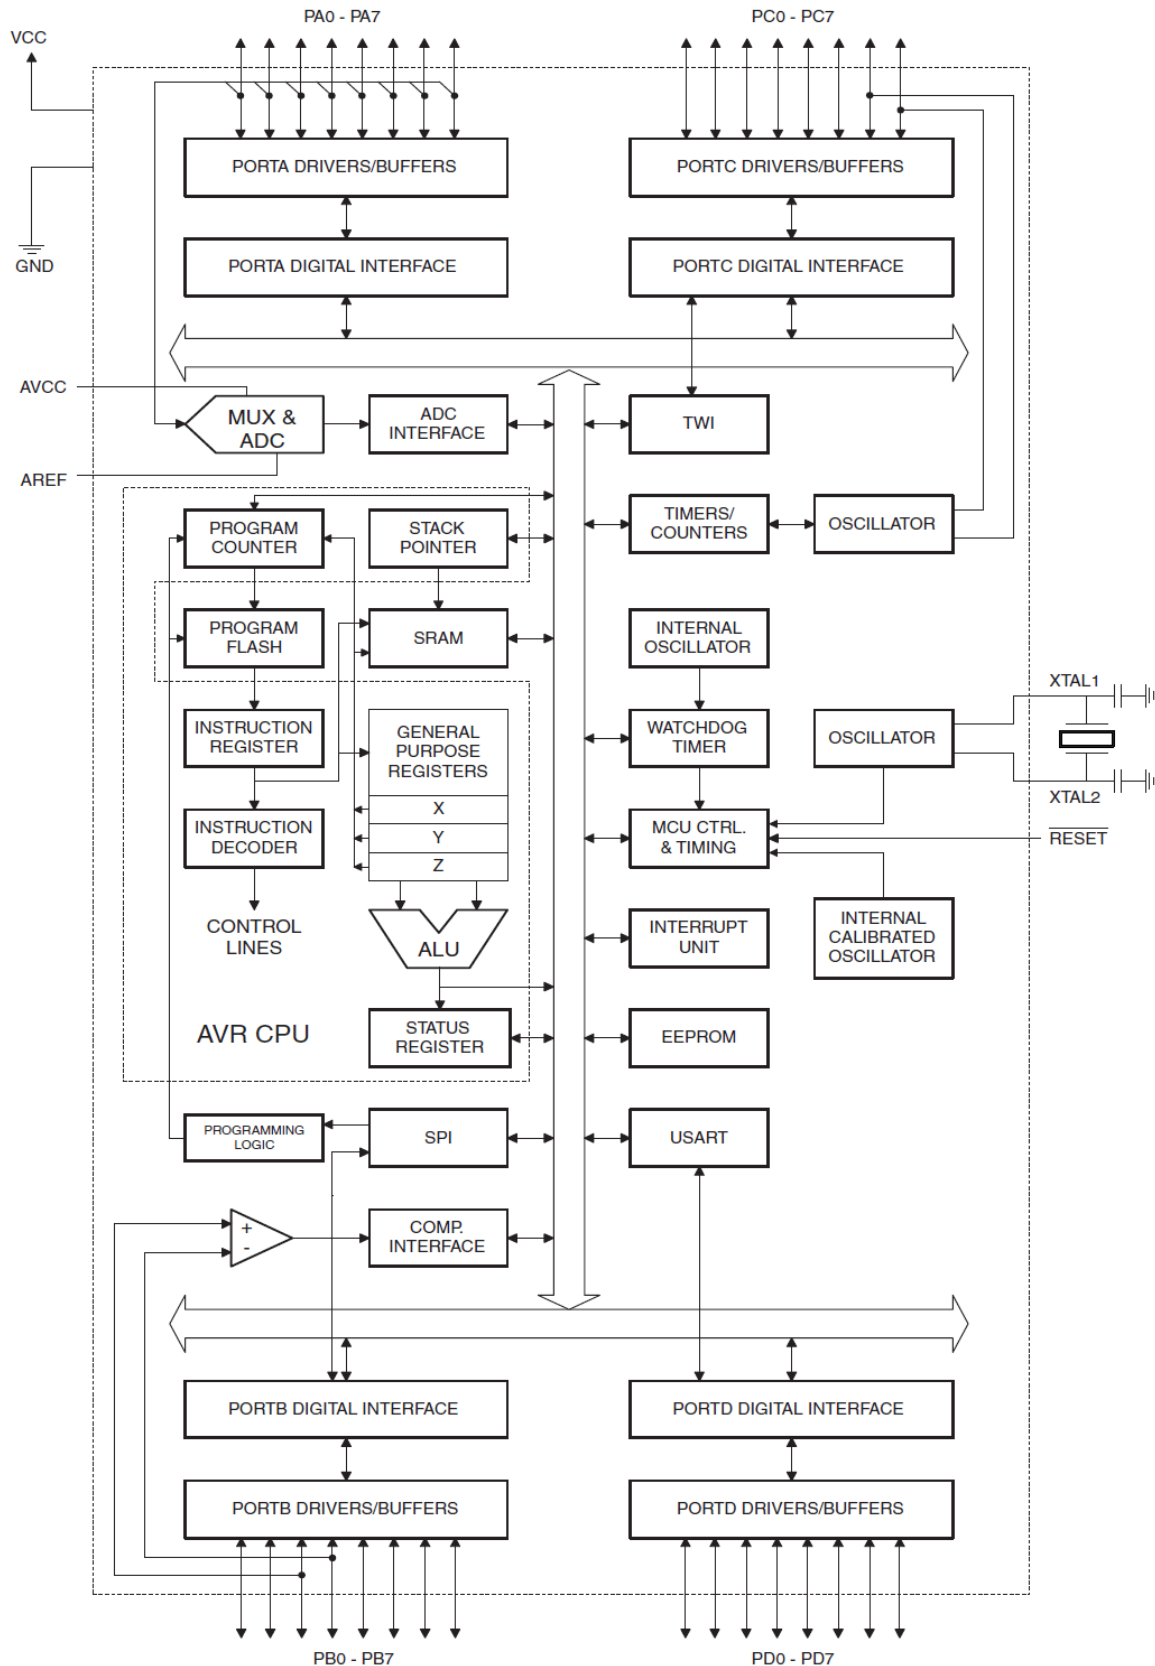 PA0 - PA7
PC0 - PC7
VCC
PORTA DRIVERS/BUFFERS
PORTC DRIVERS/BUFFERS
GND
PORTA DIGITAL INTERFACE
PORTC DIGITAL INTERFACE
AVCC
MUX &
ADC
ADC
INTERFACE
TWI
AREF
PROGRAM
COUNTER
STACK
POINTER
TIMERS/
COUNTERS
OSCILLATOR
PROGRAM
FLASH
SRAM
INTERNAL
OSCILLATOR
XTAL1
INSTRUCTION
REGISTER
GENERAL
PURPOSE
REGISTERS
WATCHDOG
TIMER
OSCILLATOR
XTAL2
X
Y
Z
INSTRUCTION
DECODER
MCU CTRL.
& TIMING
RESET
CONTROL
LINES
ALU
INTERRUPT
UNIT
INTERNAL
CALIBRATED
OSCILLATOR
AVR CPU
STATUS
REGISTER
EEPROM
PROGRAMMING
LOGIC
SPI
USART
+
-
COMP.
INTERFACE
PORTB DIGITAL INTERFACE
PORTD DIGITAL INTERFACE
PORTB DRIVERS/BUFFERS
PORTD DRIVERS/BUFFERS
PB0 - PB7
PD0 - PD7